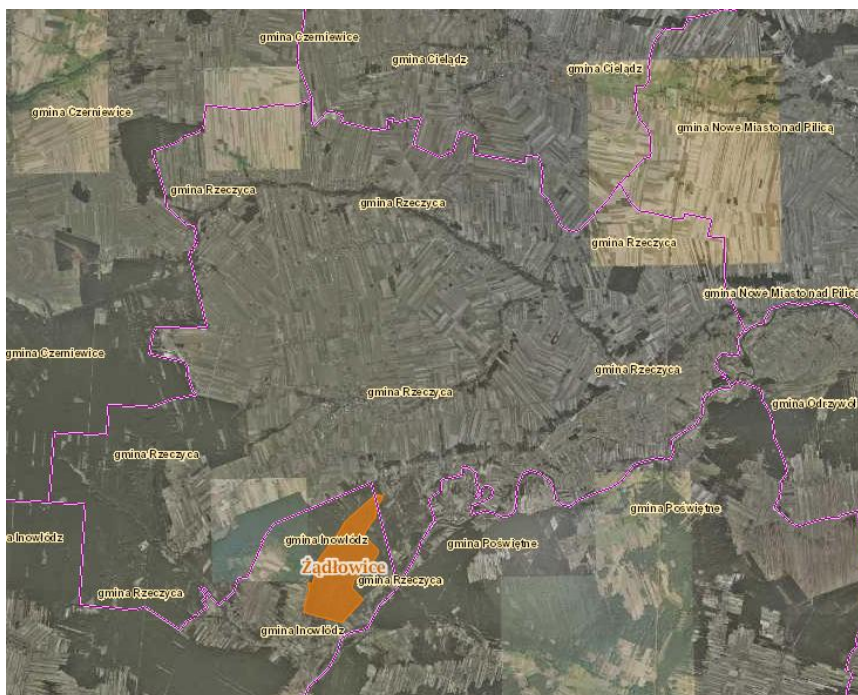 gmina Czerniewice
gmina Cielądz
gmina Cielądz
gmina Czerniewice
gmina Nowe Miasto nad Pilicą
gmina Rzeczyca
gmina Rzeczyca
gmina Rzeczyca
gmina Nowe Miasto nad Pilicą
gmina Czerniewice
gmina Rzeczyca
gmina Rzeczyca
gmina Odrzywół
gmina Rzeczyca
gmina Poświętne
a Inowłódz
gmina Inowłódz
gmina Poświętne
Żądłowice
gmina Rzeczyca
gmina Rzeczyca
gmina Inowłódz